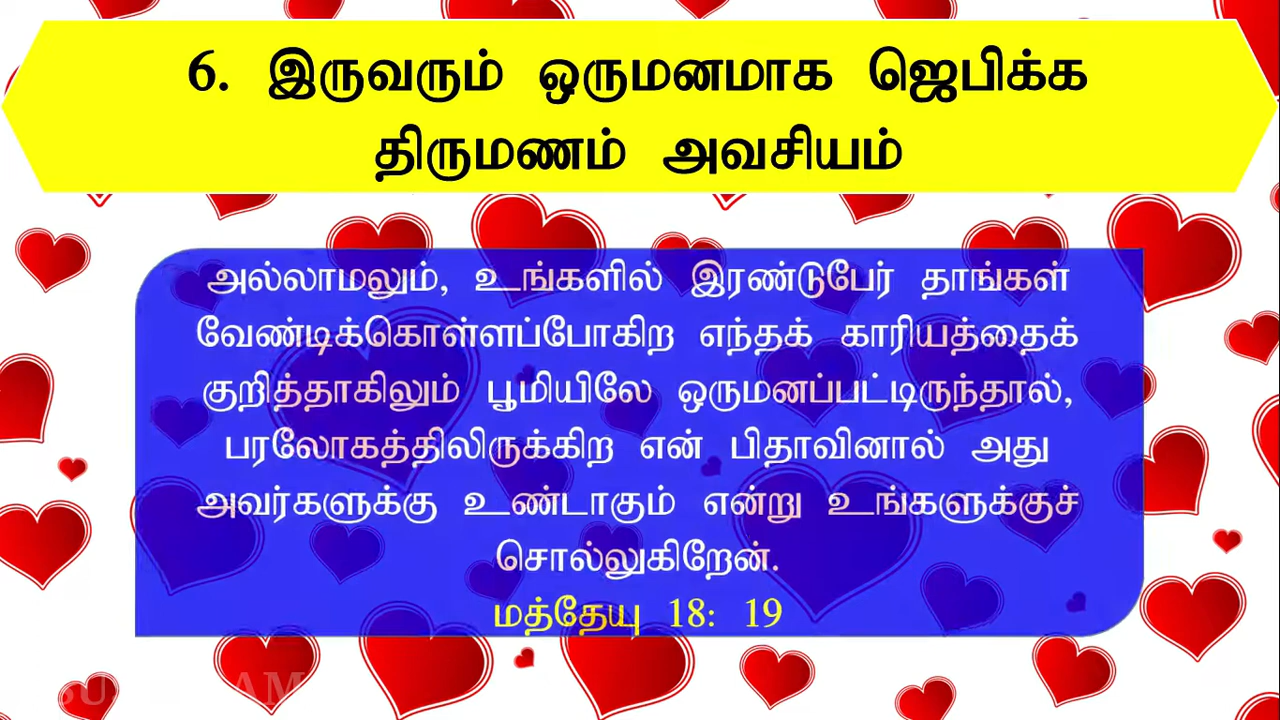 6. இருவரும் ஒருமனமாக ஜெபிக்க
திருமணம் அவசியம்
அல்லாமலும், உங்களில் இரண்டுபேர் தாங்கள்
வேண்டிக்கொள்ளப்போகிற எந்தக் காரியத்தைக்
குறித்தாகிலும் பூமியிலே ஒருமனப்பட்டிருந்தால்,
பரலோகத்திலிருக்கிற என் பிதாவினால் அது
அவர்களுக்கு உண்டாகும் என்று உங்களுக்குச்
சொல்லுகிறேன்.
மத்தேயு 18: 19